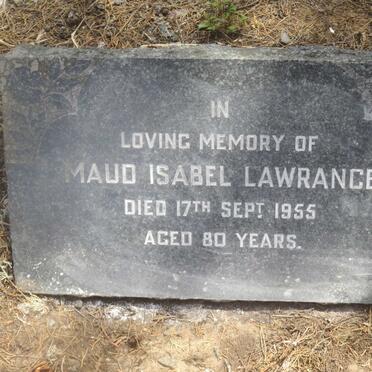 IN
LOVING MEMORY OF
MAUD ISABEL LAWRANCE
DIED 17TH SEPT. 1955
AGED 80 YEARS.